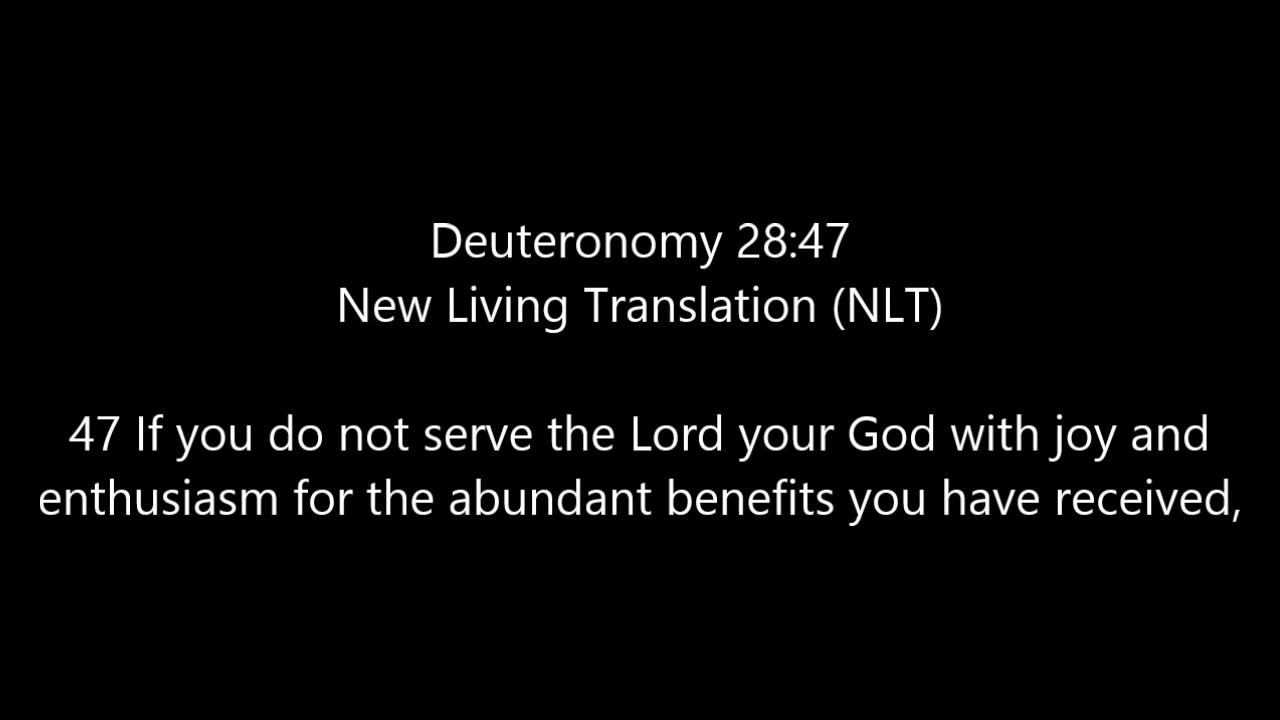 Deuteronomy 28:47
New Living Translation (NLT)
47 If you do not serve the Lord your God with joy and
enthusiasm for the abundant benefits you have received,